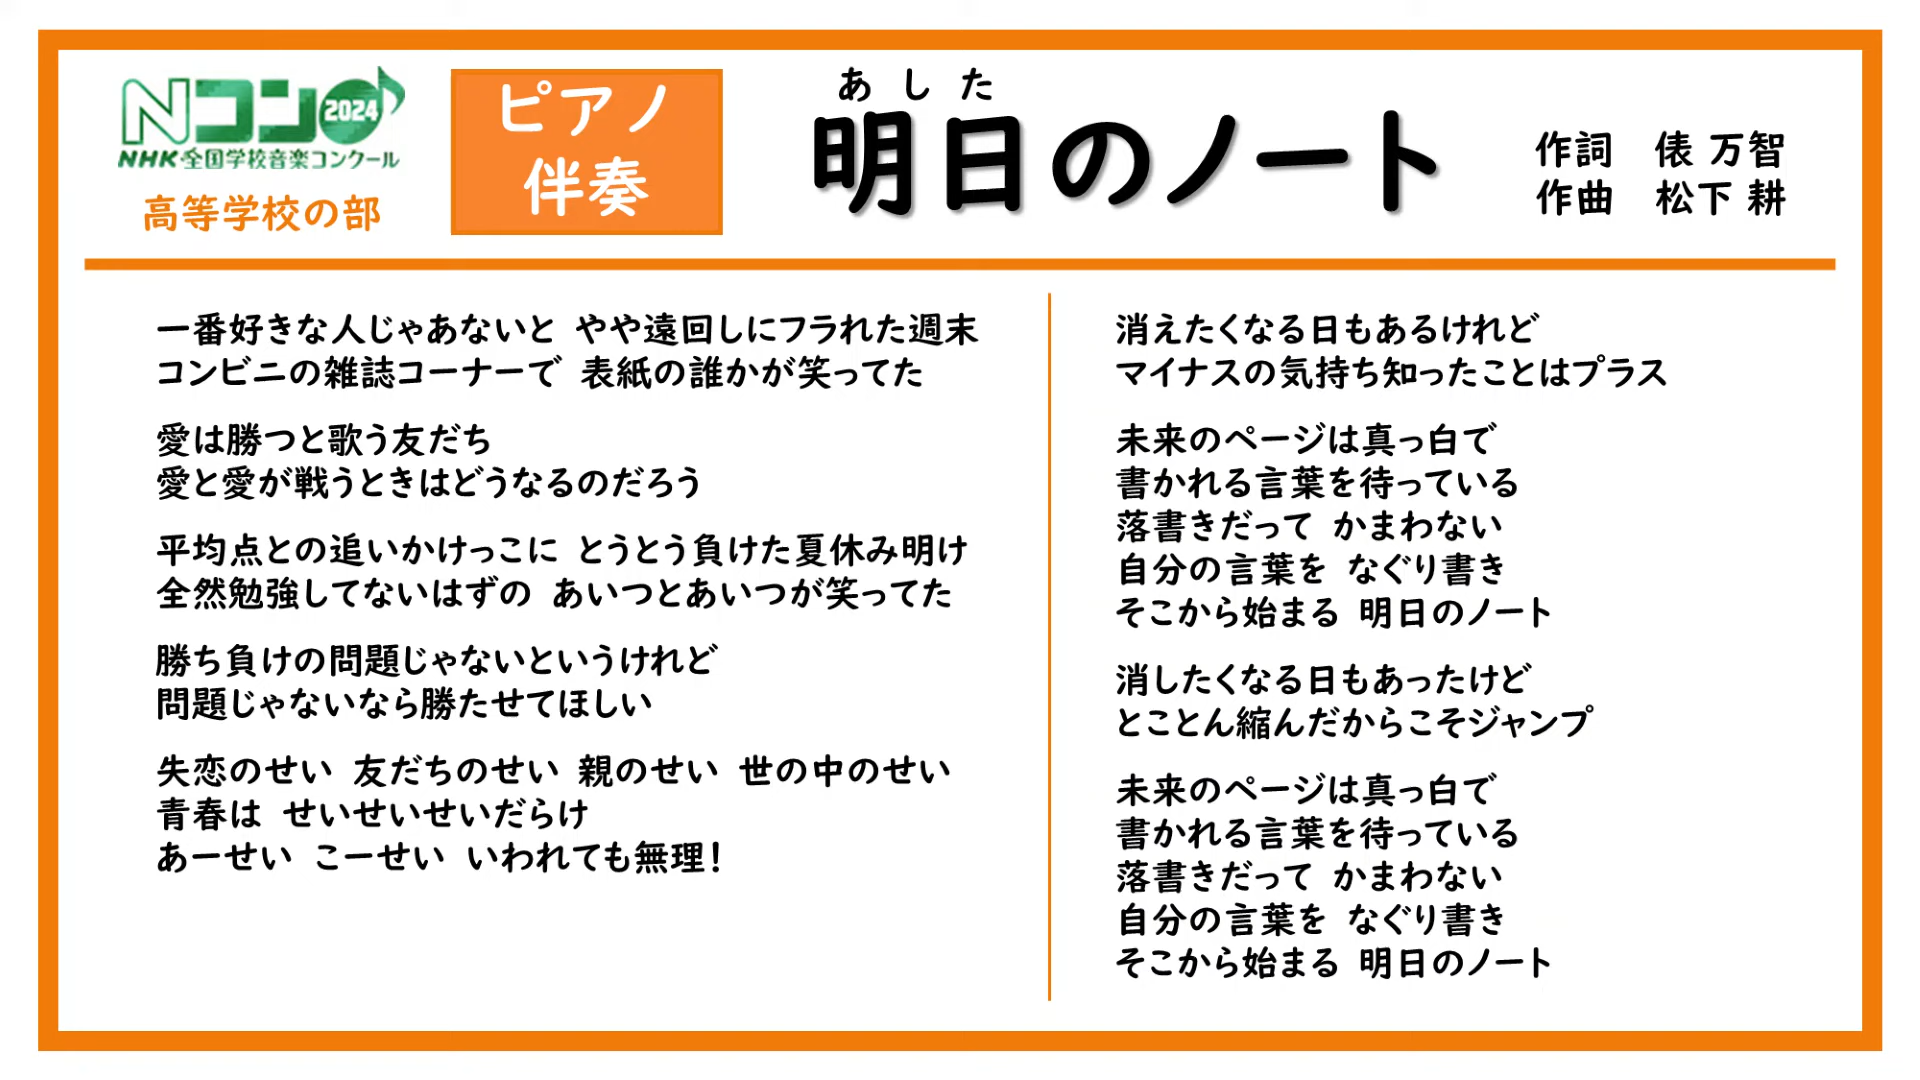 Nコン2024
NHK全国学校音楽コンクール
高等学校の部
ピアノ
伴奏
あした
明日のノート
作詞　俵 万智
作曲　松下 耕
一番好きな人じゃあないと やや遠回しにフラれた週末
コンビニの雑誌コーナーで 表紙の誰かが笑ってた
愛は勝つと歌う友だち
愛と愛が戦うときはどうなるのだろう
平均点との追いかけっこに とうとう負けた夏休み明け
全然勉強してないはずの あいつとあいつが笑ってた
勝ち負けの問題じゃないというけれど
問題じゃないなら勝たせてほしい
失恋のせい 友だちのせい 親のせい 世の中のせい
青春は せいせいせいだらけ
あーせい こーせい いわれても無理！
消えたくなる日もあるけれど
マイナスの気持ち知ったことはプラス
未来のページは真っ白で
書かれる言葉を待っている
落書きだって かまわない
自分の言葉を なぐり書き
そこから始まる 明日のノート
消したくなる日もあったけど
とことん縮んだからこそジャンプ
未来のページは真っ白で
書かれる言葉を待っている
落書きだって かまわない
自分の言葉を なぐり書き
そこから始まる 明日のノート